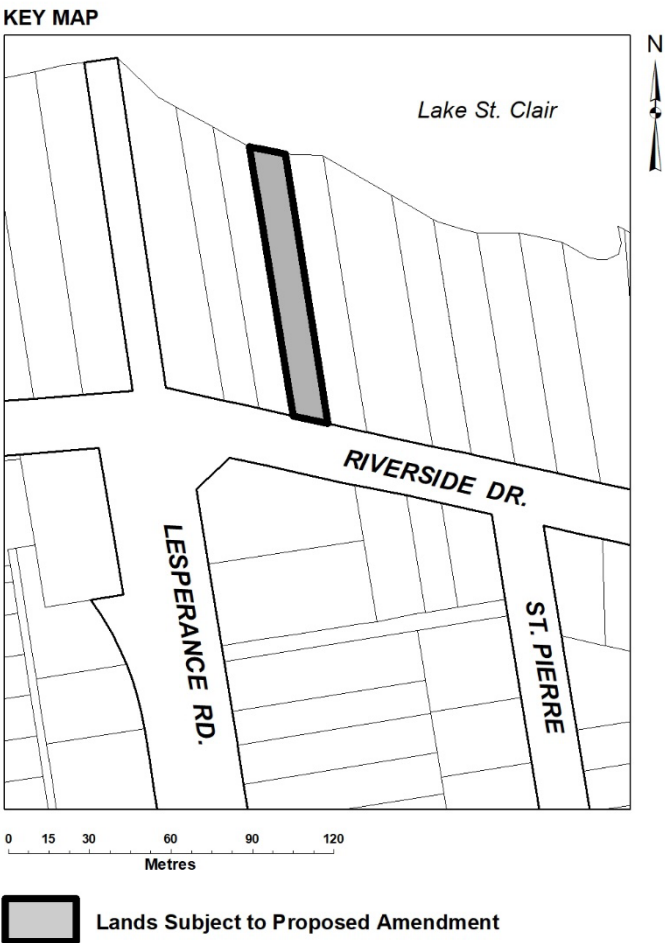 KEY MAP
N
Lake St. Clair
RIVERSIDE DR.
LESPERANCE RD.
ST. PIERRE
0 15 30 60 90 120
Metres
Lands Subject to Proposed Amendment